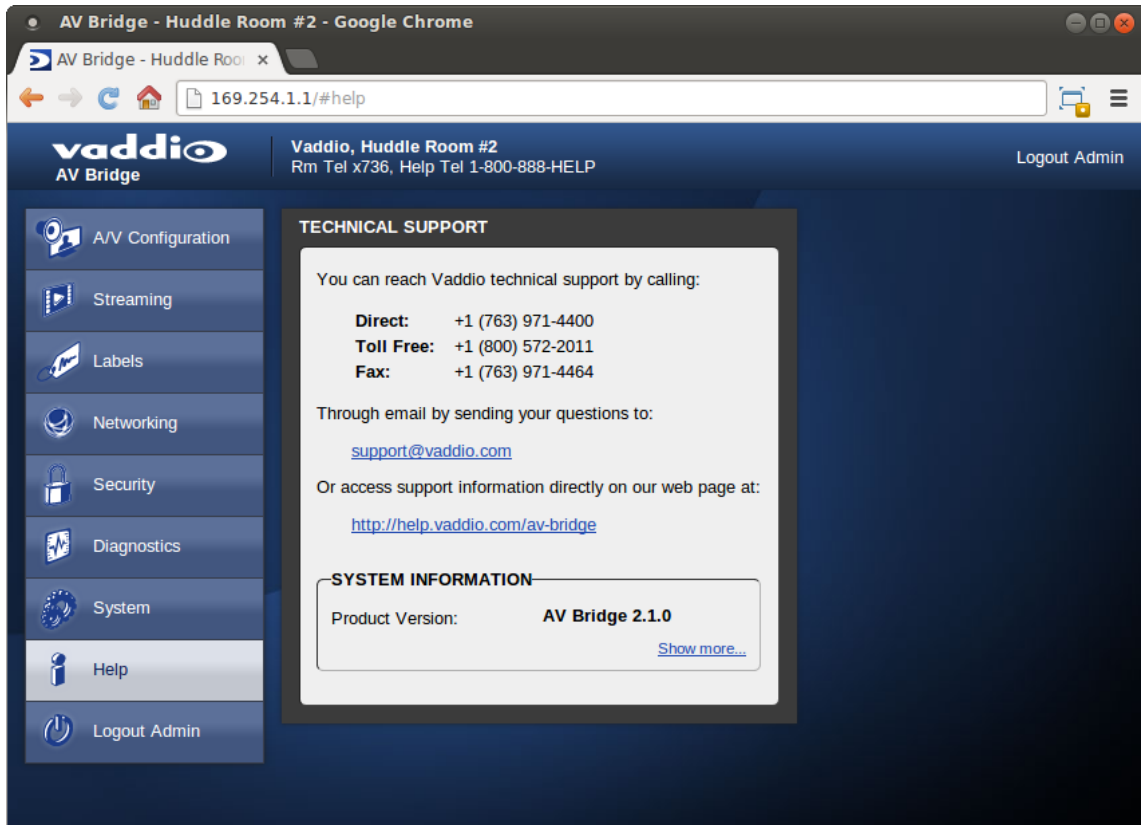 AV Bridge - Huddle Room #2 - Google Chrome
AV Bridge - Huddle Roo
169.254.1.1/#help
vaddio
AV Bridge
Vaddio, Huddle Room #2
Rm Tel x736, Help Tel 1-800-888-HELP
Logout Admin
A/V Configuration
Streaming
Labels
Networking
Security
Diagnostics
System
Help
Logout Admin
TECHNICAL SUPPORT
You can reach Vaddio technical support by calling:
Direct: +1 (763) 971-4400
Toll Free: +1 (800) 572-2011
Fax: +1 (763) 971-4464
Through email by sending your questions to:
support@vaddio.com
Or access support information directly on our web page at:
http://help.vaddio.com/av-bridge
SYSTEM INFORMATION
Product Version: AV Bridge 2.1.0
Show more...